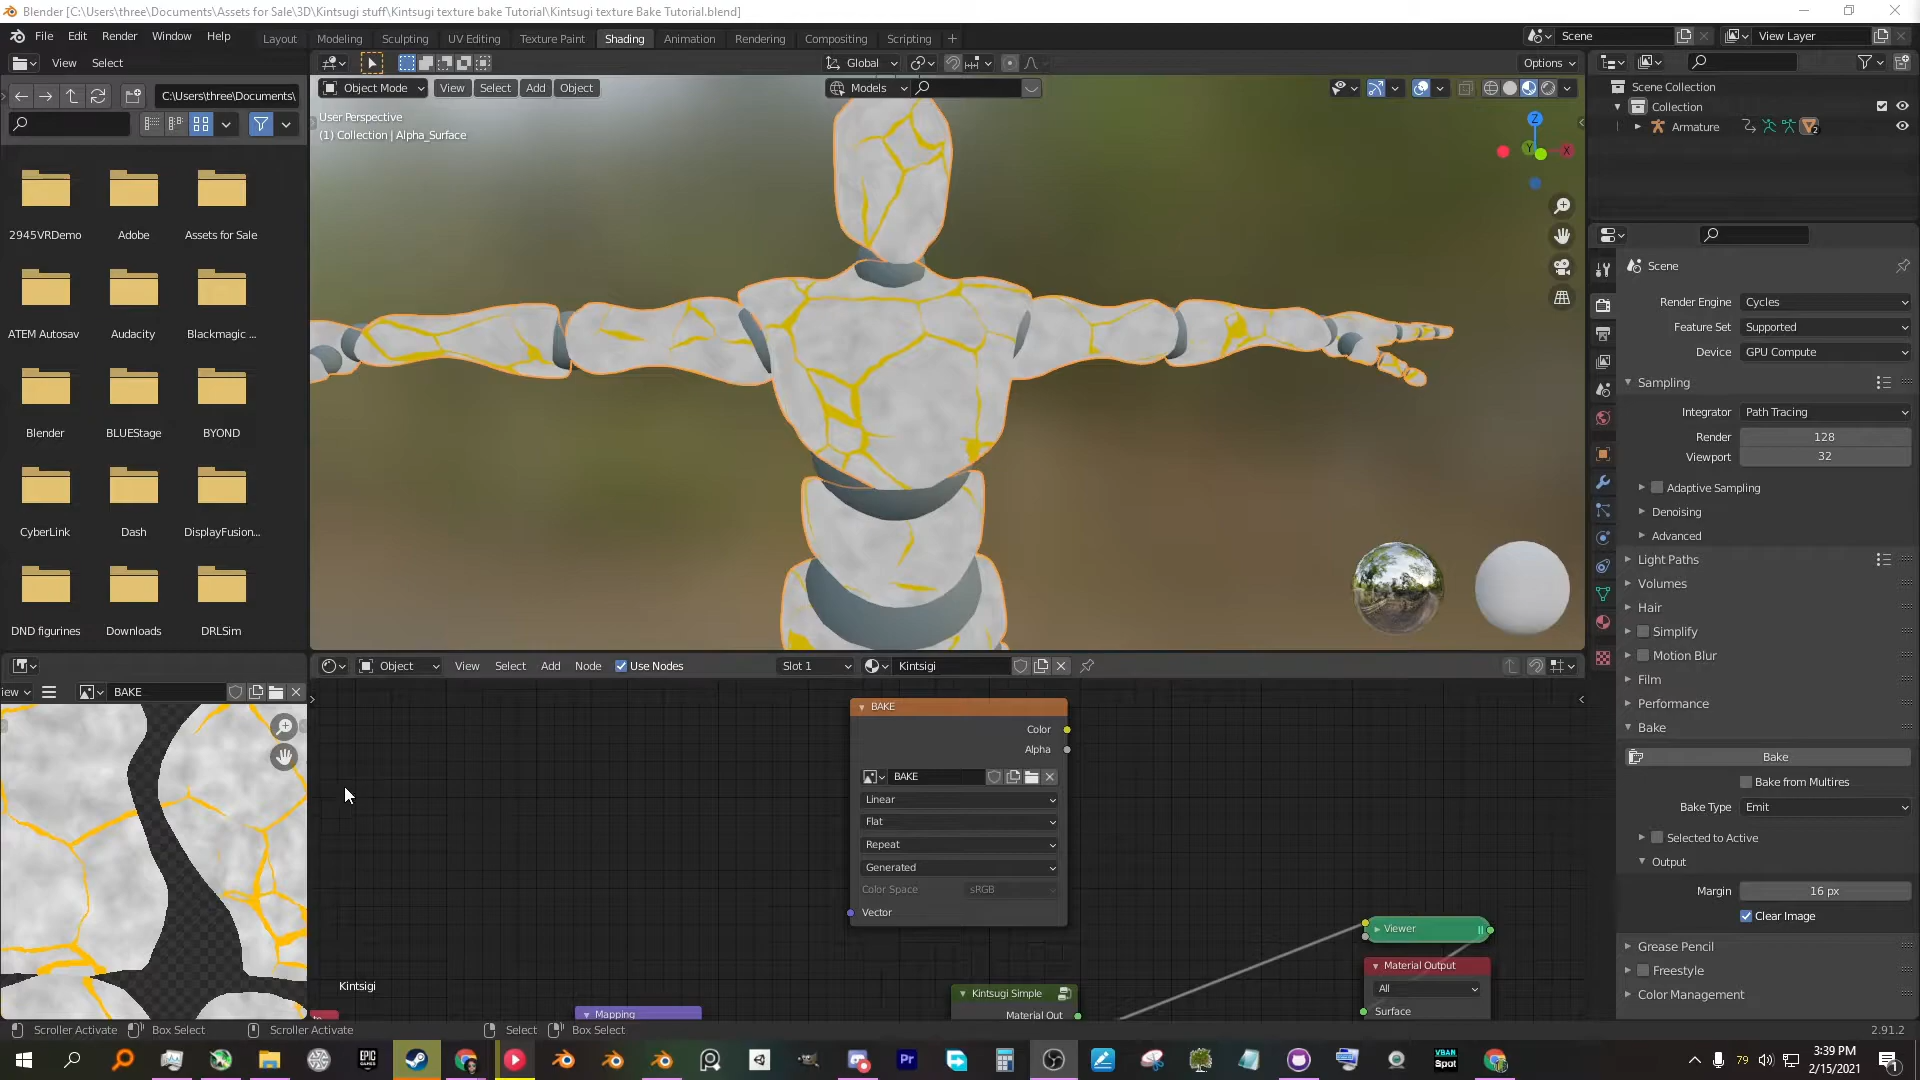 Blender [C:\Users\three\Documents\Assets for Sale\3D\Kintsugi stuff\Kintsugi texture bake Tutorial\Kintsugi texture Bake Tutorial.blend]
File Edit Render Window Help
Layout Modeling Sculpting UV Editing Texture Paint Shading Animation Rendering Compositing Scripting +
Scene
View Layer
View Select
Global
Options
C:\Users\three\Documents\
Object Mode View Select Add Object
Models
User Perspective
(1) Collection | Alpha_Surface
Scene Collection
Collection
Armature
2
Z
Y
X
2945VRDemo Adobe Assets for Sale
ATEM Autosav Audacity Blackmagic ...
Blender BLUEStage BYOND
CyberLink Dash DisplayFusion...
DND figurines Downloads DRLSim
Scene
Render Engine Cycles
Feature Set Supported
Device GPU Compute
Sampling
Integrator Path Tracing
Render 128
Viewport 32
Adaptive Sampling
Denoising
Advanced
Light Paths
Volumes
Hair
Simplify
Motion Blur
Film
Performance
Bake
Bake
Bake from Multires
Bake Type Emit
Selected to Active
Output
Margin 16 px
Clear Image
Grease Pencil
Freestyle
Color Management
iew
BAKE
Object View Select Add Node Use Nodes
Slot 1
Kintsigi
BAKE
Color
Alpha
BAKE
Linear
Flat
Repeat
Generated
Color Space sRGB
Vector
Viewer
Material Output
All
Surface
Kintsugi Simple
Material Out
Mapping
Kintsigi
Scroller Activate Box Select Scroller Activate Select Box Select
2.91.2
EPIC GAMES
Pr
VBAN Spot
79
3:39 PM
2/15/2021
1